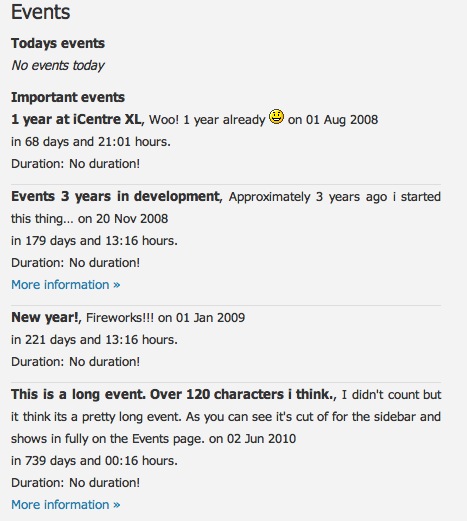 Events
Todays events
No events today
Important events
1 year at iCentre XL, Woo! 1 year already on 01 Aug 2008
in 68 days and 21:01 hours.
Duration: No duration!
Events 3 years in development, Approximately 3 years ago i started
this thing... on 20 Nov 2008
in 179 days and 13:16 hours.
Duration: No duration!
More information »
New year!, Fireworks!!! on 01 Jan 2009
in 221 days and 13:16 hours.
Duration: No duration!
This is a long event. Over 120 characters i think., I didn't count but
it think its a pretty long event. As you can see it's cut of for the sidebar and
shows in fully on the Events page. on 02 Jun 2010
in 739 days and 00:16 hours.
Duration: No duration!
More information »